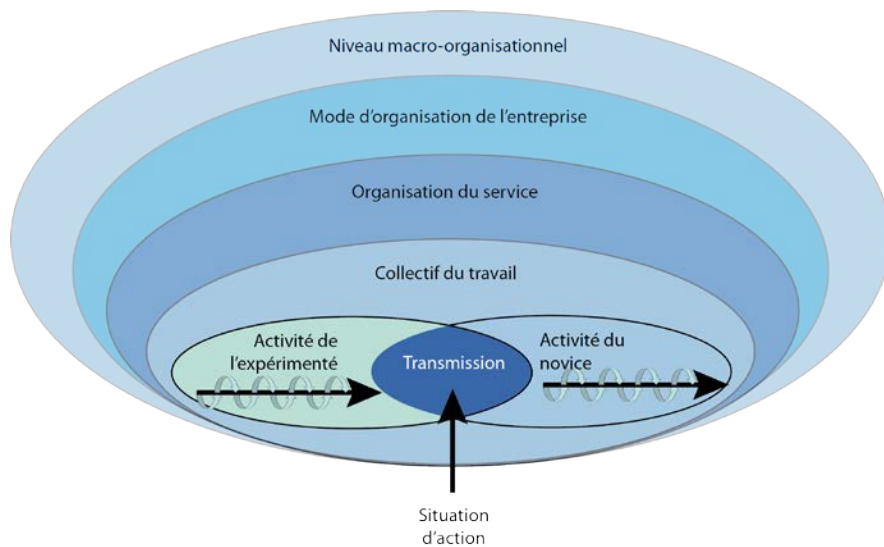 Niveau macro-organisationnel
Mode d'organisation de l'entreprise
Organisation du service
Collectif du travail
Activité de
l'expérimenté
Transmission
Activité du
novice
Situation
d'action